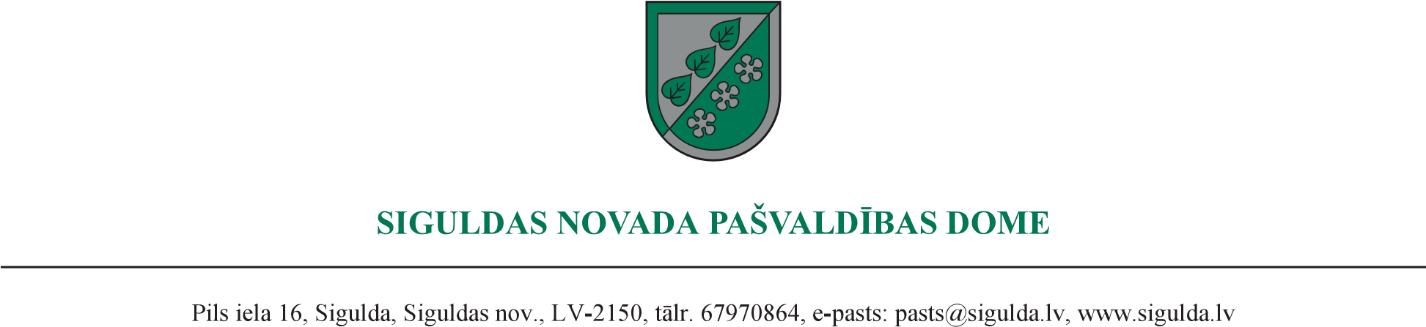 SIGULDAS NOVADA PAŠVALDĪBAS DOME
Pils iela 16, Sigulda, Siguldas nov., LV-2150, tālr. 67970864, e-pasts: pasts@sigulda.lv, www.sigulda.lv